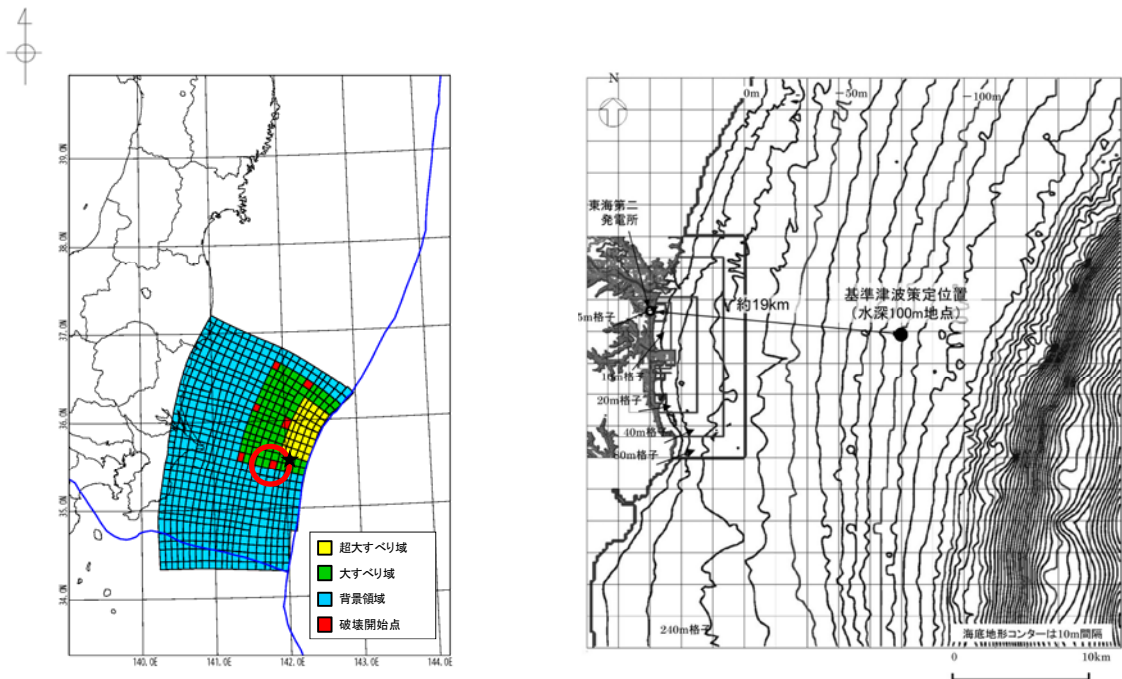 39.0N
38.0N
37.0N
36.0N
35.0N
34.0N
140.0E
141.0E
142.0E
143.0E
144.0E
超大すべり域
大すべり域
背景領域
破壊開始点
N
0m
-50m
-100m
東海第二
発電所
約19km
基準津波策定位置
(水深100m地点)
5m格子
10m格子
20m格子
40m格子
80m格子
240m格子
海底地形コンターは10m間隔
0
10km